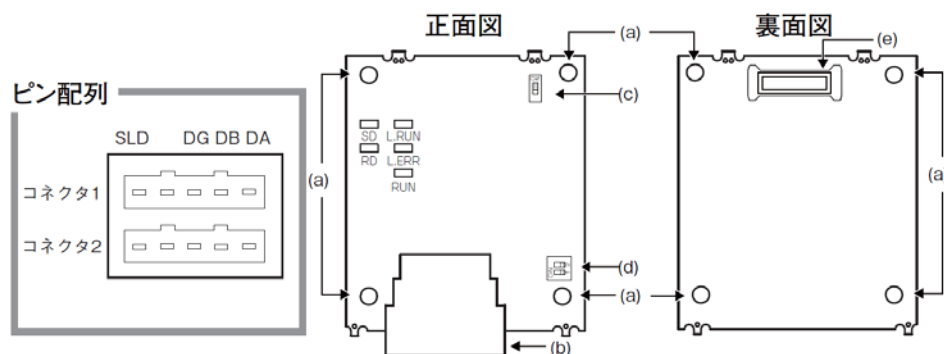 正面図
裏面図
(a)
(e)
ピン配列
(c)
SLD DG DB DA
SD L.RUN
RD L.ERR
RUN
(a)
(a
コネクタ1
コネクタ2
(d)
(a)
(b)